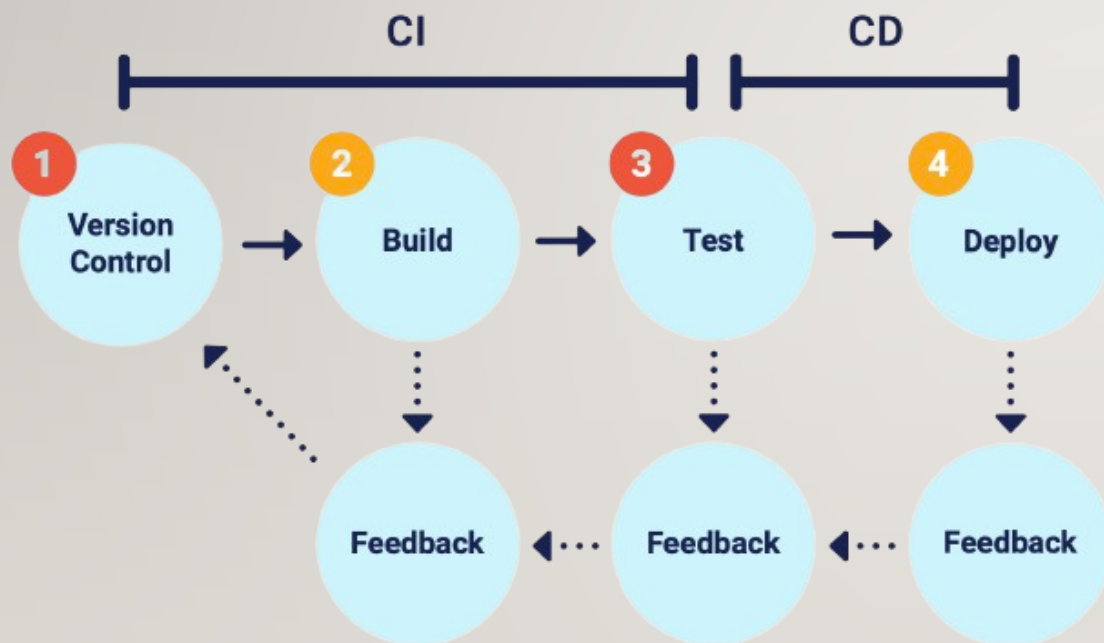 CI
CD
1
2
3
4
Version
Control
Build
Test
Deploy
Feedback
Feedback
Feedback